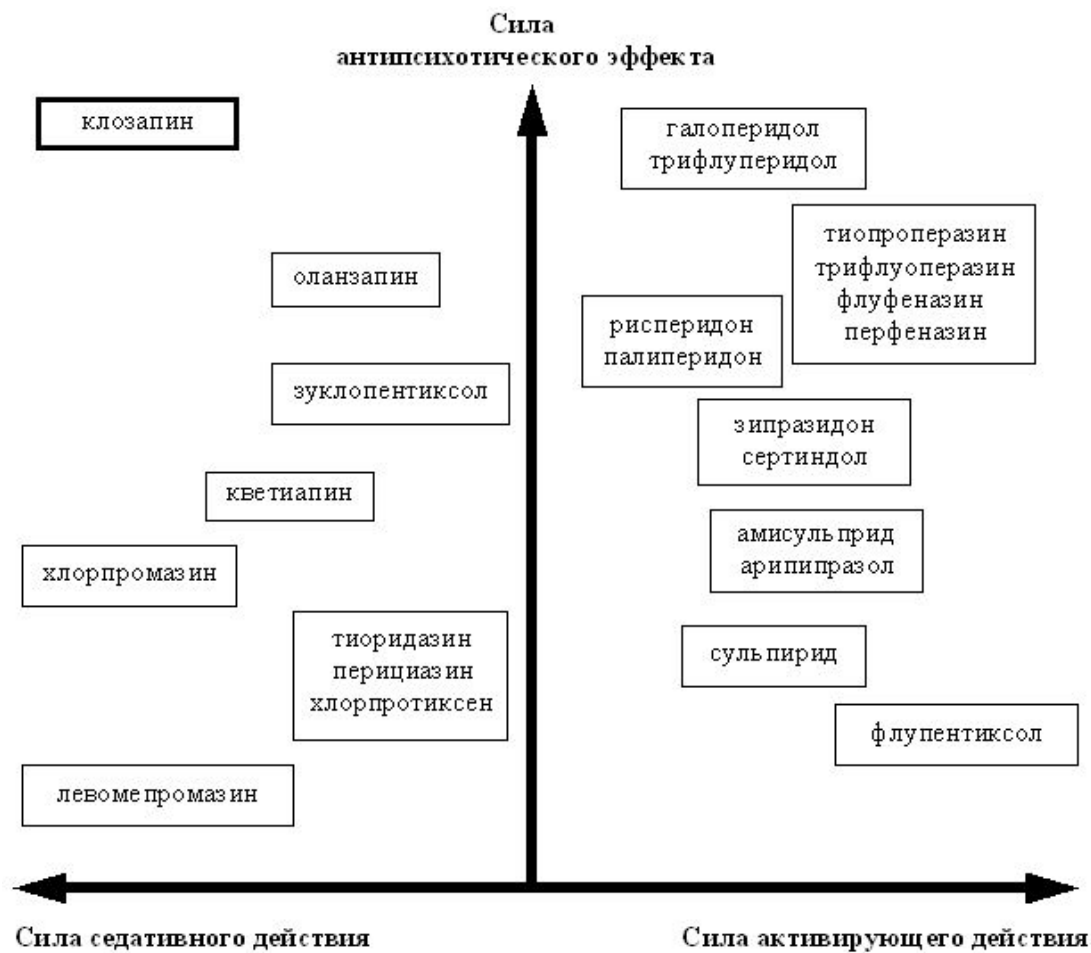 Сила
антипсихотического эффекта
клозапин
галоперидол
трифлуперидол
тиопроперазин
трифлуоперазин
флуфеназин
перфеназин
оланзапин
рисперидон
палиперидон
зуклопентиксол
зипразидон
сертиндол
кветиапин
амисульприд
арипипразол
хлорпромазин
тиоридазин
перициазин
хлорпротиксен
сульпирид
флупентиксол
левомепромазин
Сила седативного действия
Сила активирующего действия